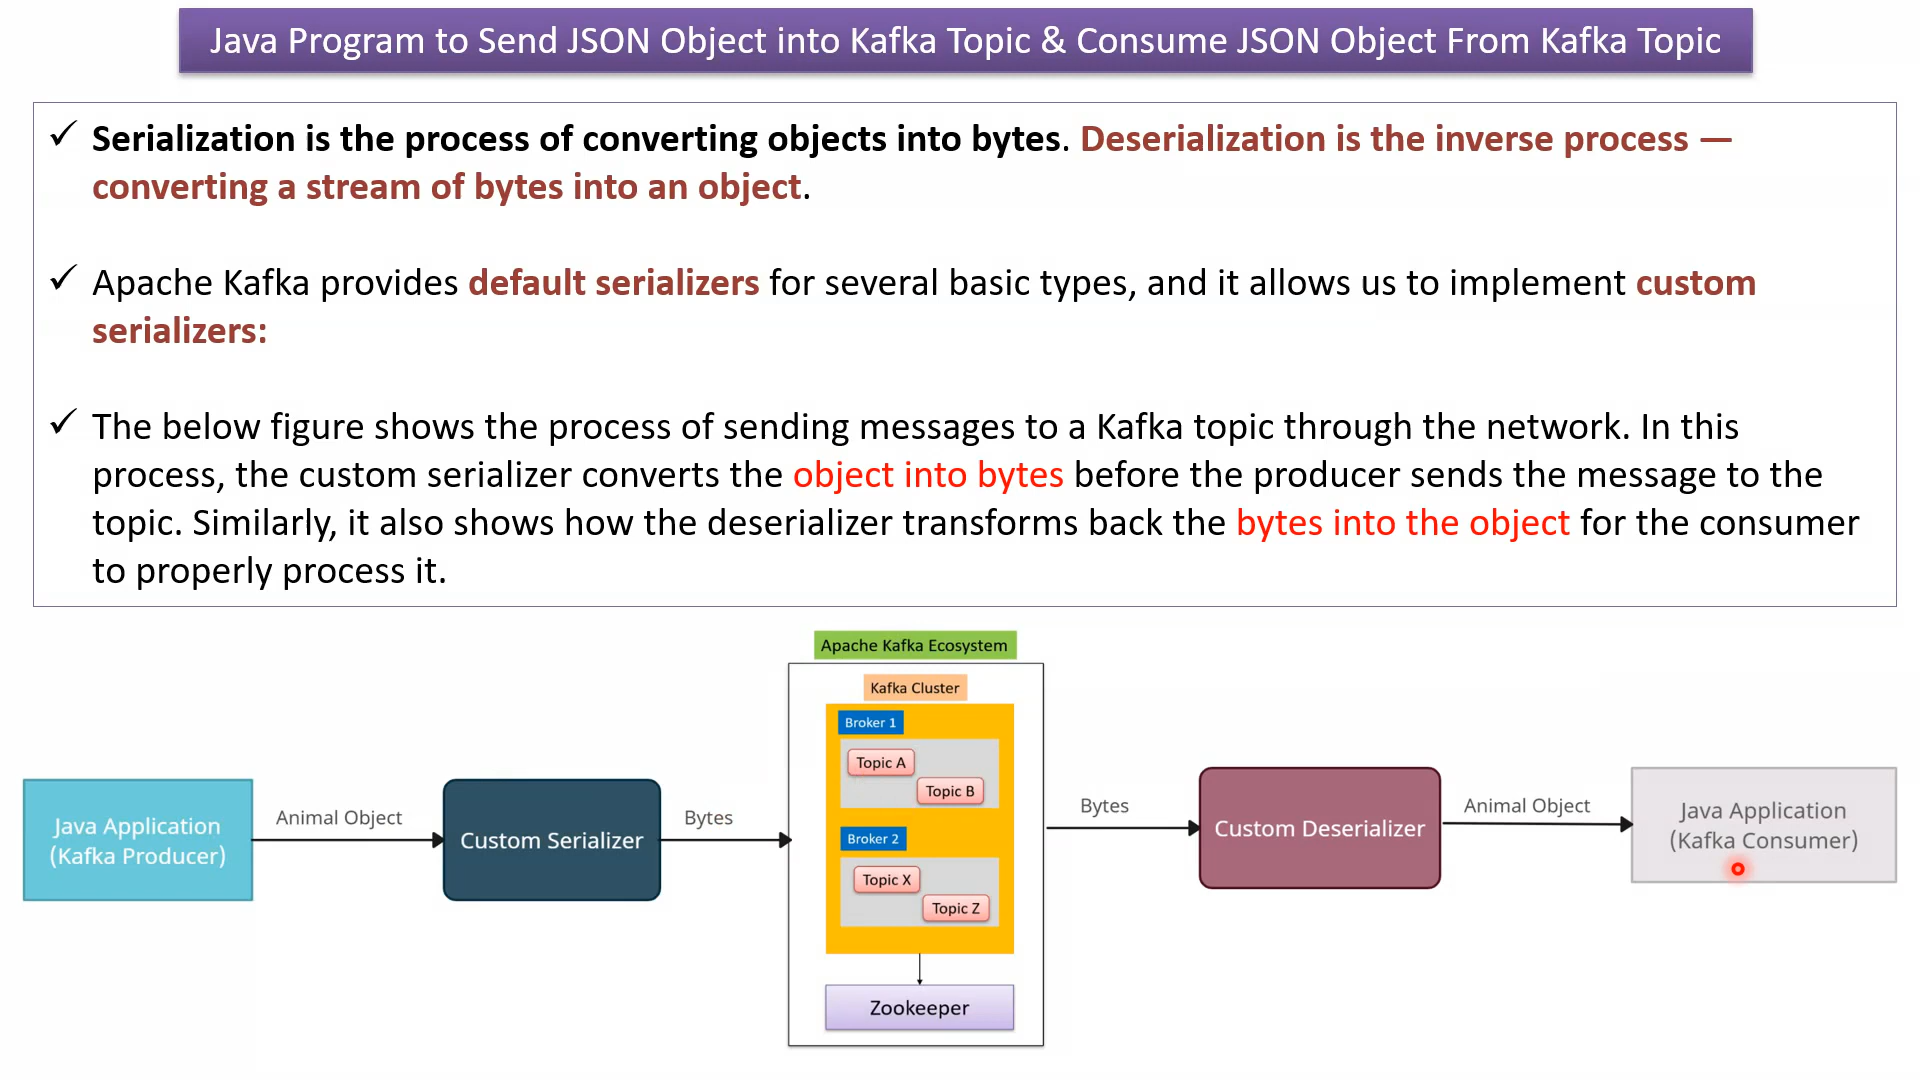 Java Program to Send JSON Object into Kafka Topic & Consume JSON Object From Kafka Topic
✓ Serialization is the process of converting objects into bytes. Deserialization is the inverse process —
converting a stream of bytes into an object.
✓ Apache Kafka provides default serializers for several basic types, and it allows us to implement custom
serializers:
✓ The below figure shows the process of sending messages to a Kafka topic through the network. In this
process, the custom serializer converts the object into bytes before the producer sends the message to the
topic. Similarly, it also shows how the deserializer transforms back the bytes into the object for the consumer
to properly process it.
Java Application
(Kafka Producer)
Animal Object
Custom Serializer
Bytes
Apache Kafka Ecosystem
Kafka Cluster
Broker 1
Topic A
Topic B
Broker 2
Topic X
Topic Z
Zookeeper
Bytes
Custom Deserializer
Animal Object
Java Application
(Kafka Consumer)